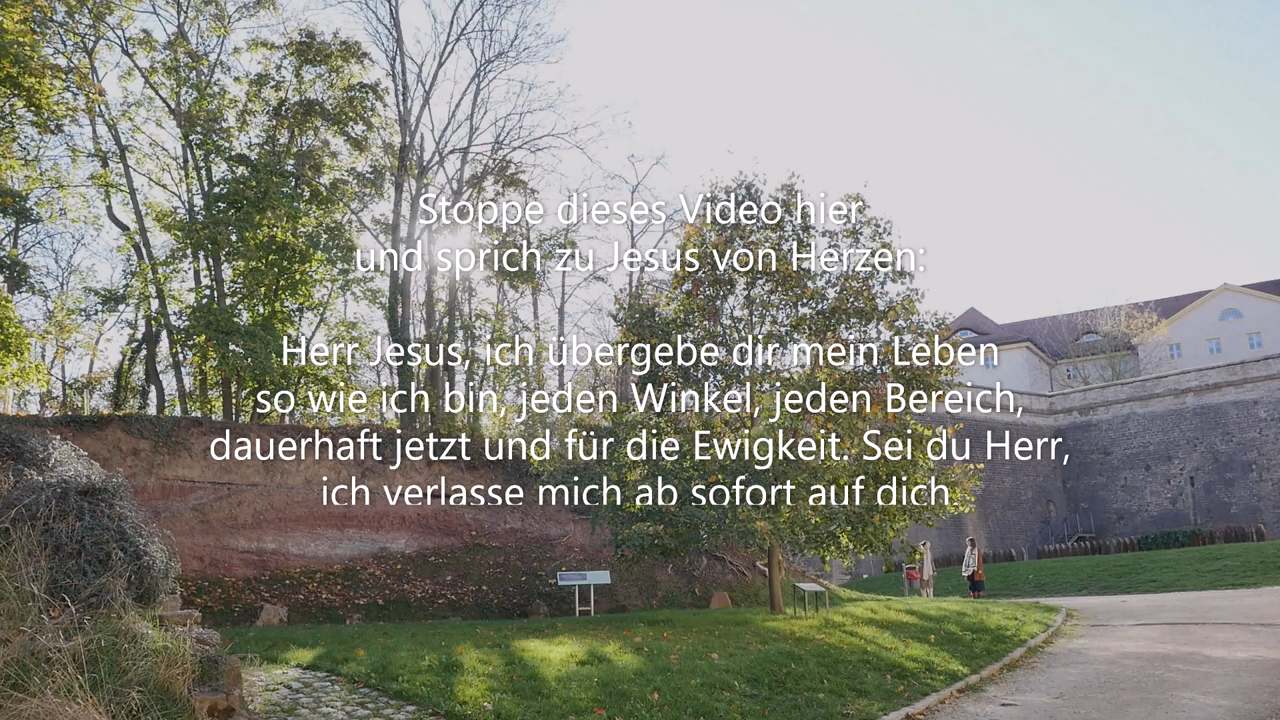 Stoppe dieses Video hier
und sprich zu Jesus von Herzen:
Herr Jesus, ich übergebe dir mein Leben
so wie ich bin, jeden Winkel, jeden Bereich,
dauerhaft jetzt und für die Ewigkeit. Sei du Herr,
ich verlasse mich ab sofort auf dich.